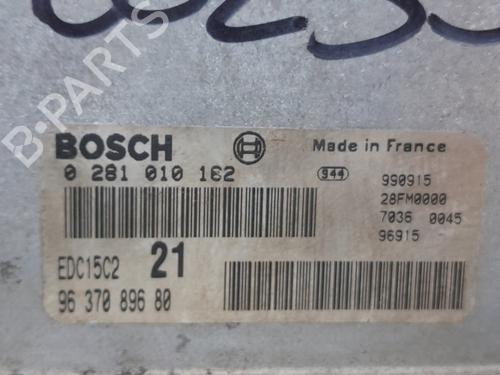 BOSCH
Made in France
0 281 010 162
944
990915
28FM0000
7036 0045
96915
EDC15C2 21
96 370 896 80
B-PARTS